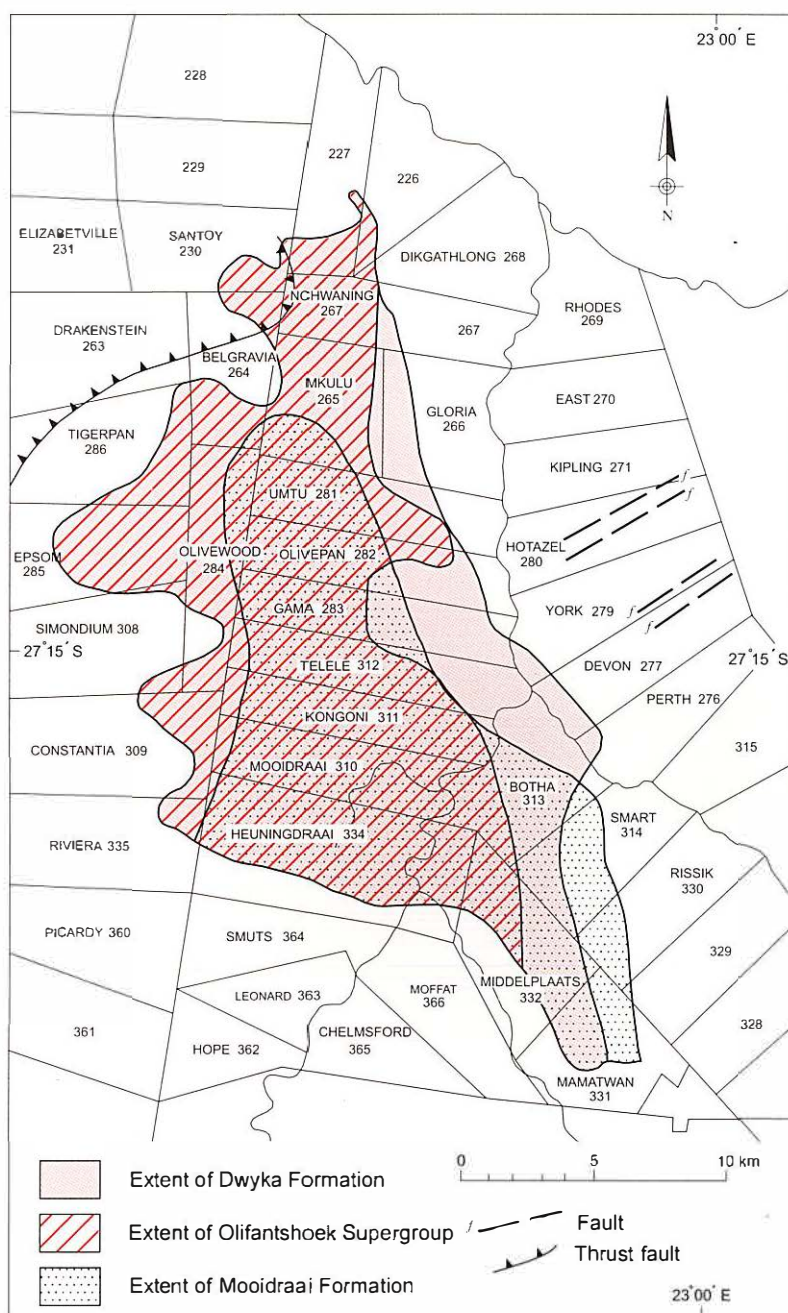 23°00´ E
228
227
229
226
ELIZABETVILLE
231
SANTOY
230
N
DIKGATHLONG 268
NCHWANING
267
RHODES
269
267
DRAKENSTEIN
263
BELGRAVIA
264
MKULU
265
GLORIA
266
EAST 270
TIGERPAN
286
KIPLING 271
UMTU 281
f
f
EPSOM
285
OLIVEWOOD
284
OLIVEPAN 282
HOTAZEL
280
GAMA 283
YORK 279
f
f
SIMONDIUM 308
27°15´S
TELELE 312
DEVON 277
27°15´S
PERTH 276
KONGONI 311
315
CONSTANTIA 309
MOOIDRAAI 310
BOTHA
313
SMART
314
RIVIERA 335
HEUNINGDRAAI 334
RISSIK
330
PICARDY 360
SMUTS 364
329
MIDDELPLAATS
332
LEONARD 363
MOFFAT
366
361
HOPE 362
CHELMSFORD
365
328
MAMATWAN
331
0 5 10 km
Extent of Dwyka Formation
Extent of Olifantshoek Supergroup
f Fault
Thrust fault
Extent of Mooidraai Formation
23°00´ E